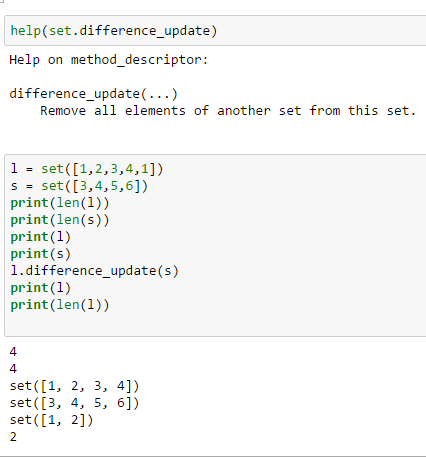 help(set.difference_update)
Help on method_descriptor:
difference_update(...)
    Remove all elements of another set from this set.
l = set([1,2,3,4,1])
s = set([3,4,5,6])
print(len(l))
print(len(s))
print(l)
print(s)
l.difference_update(s)
print(l)
print(len(l))
4
4
set([1, 2, 3, 4])
set([3, 4, 5, 6])
set([1, 2])
2